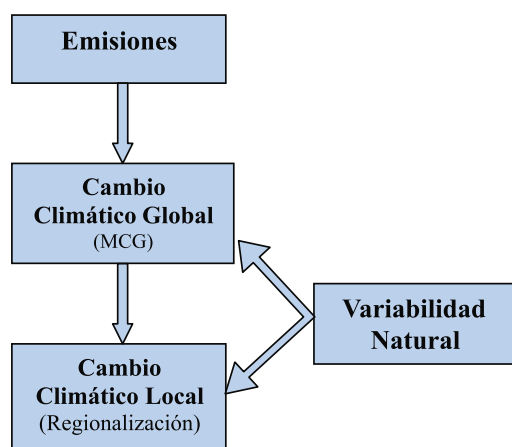 Emisiones
Cambio
Climático Global
(MCG)
Variabilidad
Natural
Cambio
Climático Local
(Regionalización)